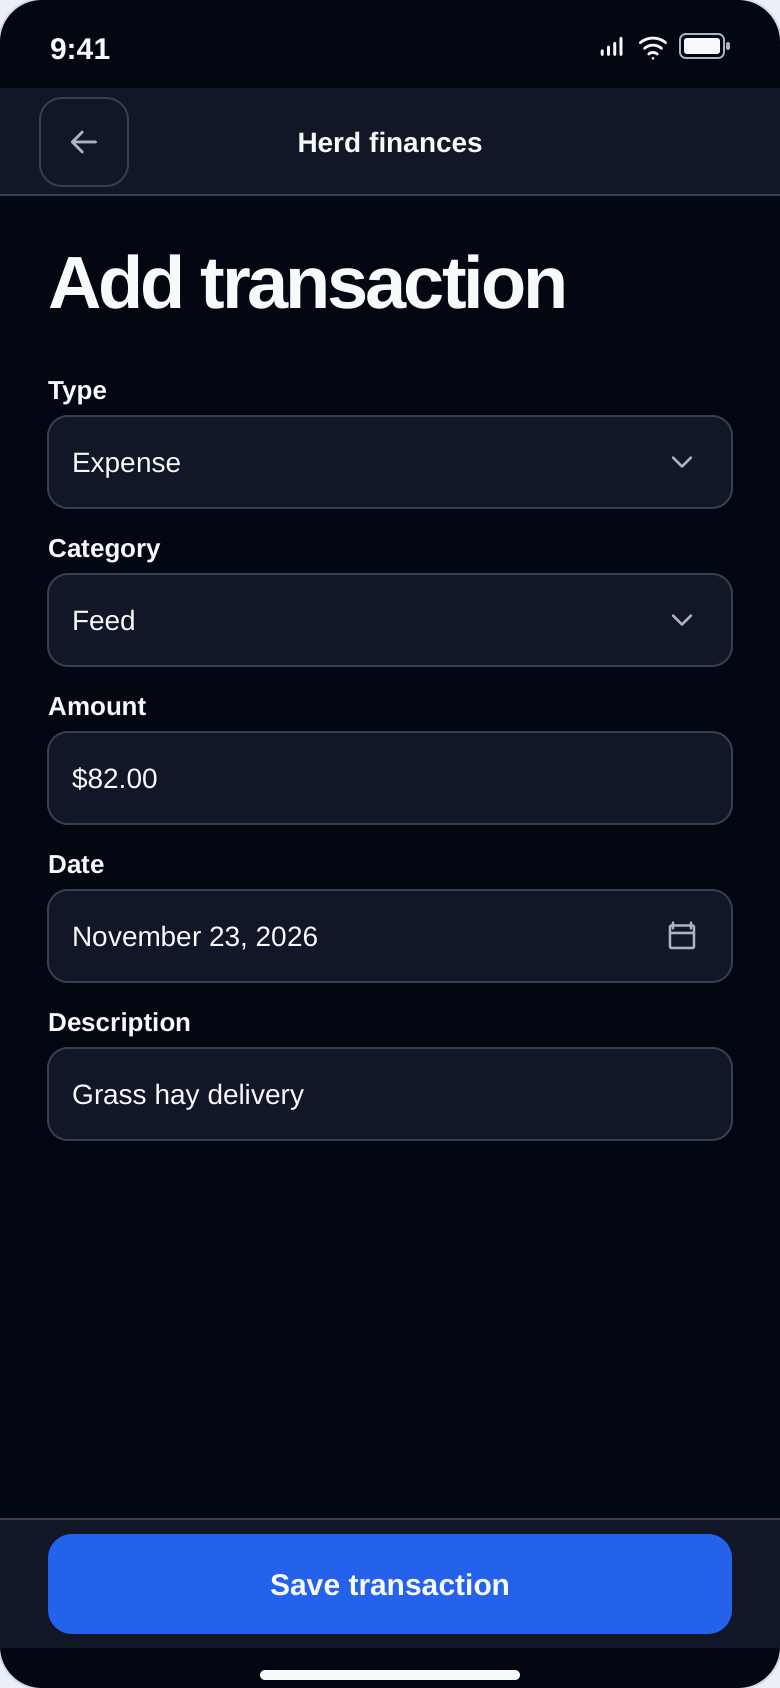 9:41
Herd finances
Add transaction
Type
Expense
Category
Feed
Amount
$82.00
Date
November 23, 2026
Description
Grass hay delivery
Save transaction